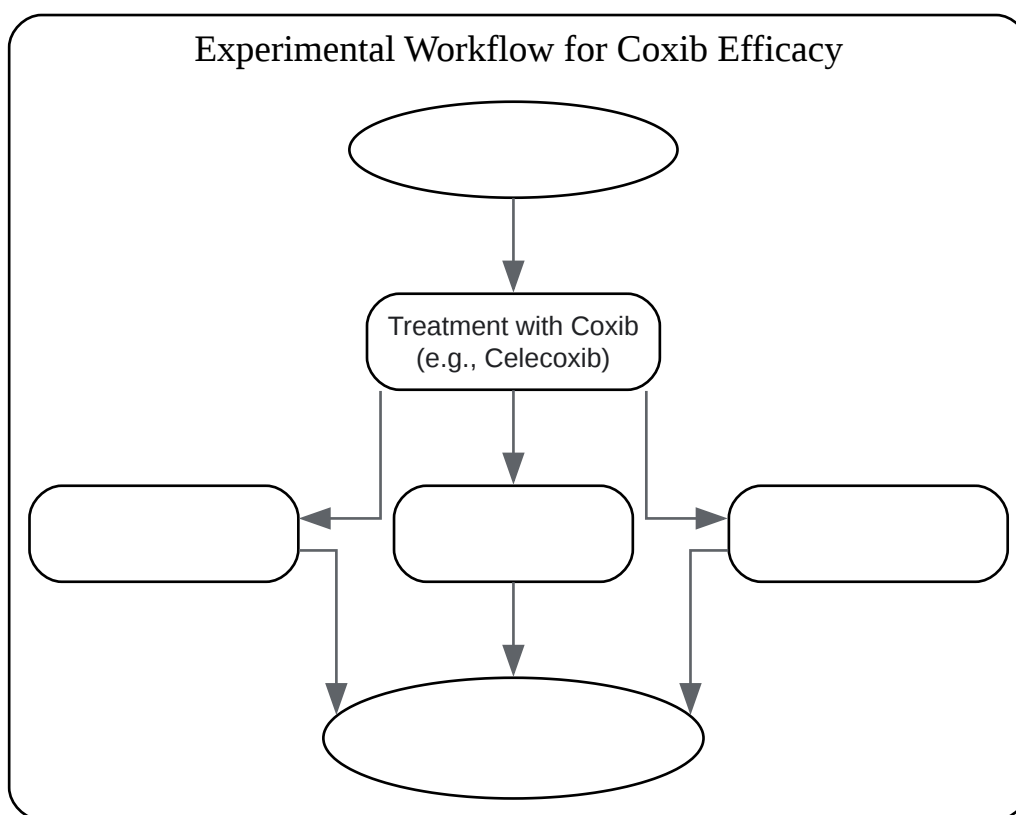 Experimental Workflow for Coxib Efficacy
Treatment with Coxib
(e.g., Celecoxib)